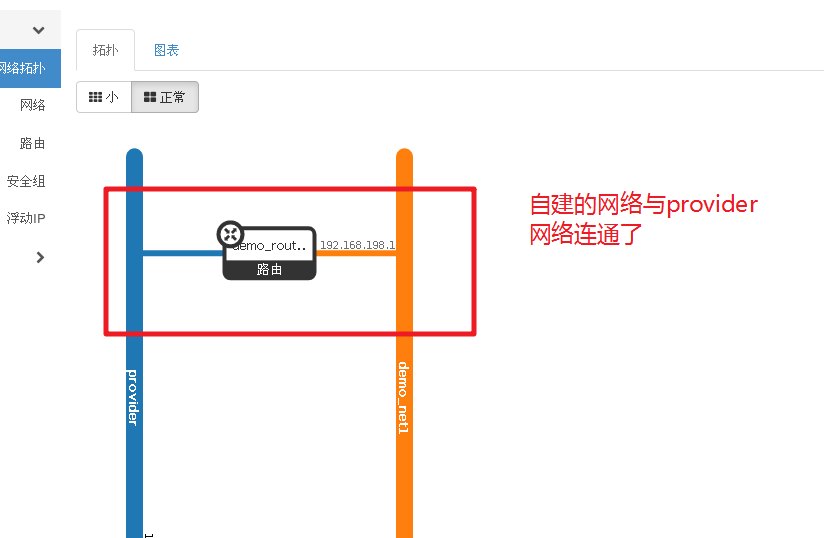 拓扑
图表
网络拓扑
小
正常
网络
路由
安全组
浮动IP
自建的网络与provider
网络连通了
demo_rout..
192.168.198.1
路由
provider
demo_net1